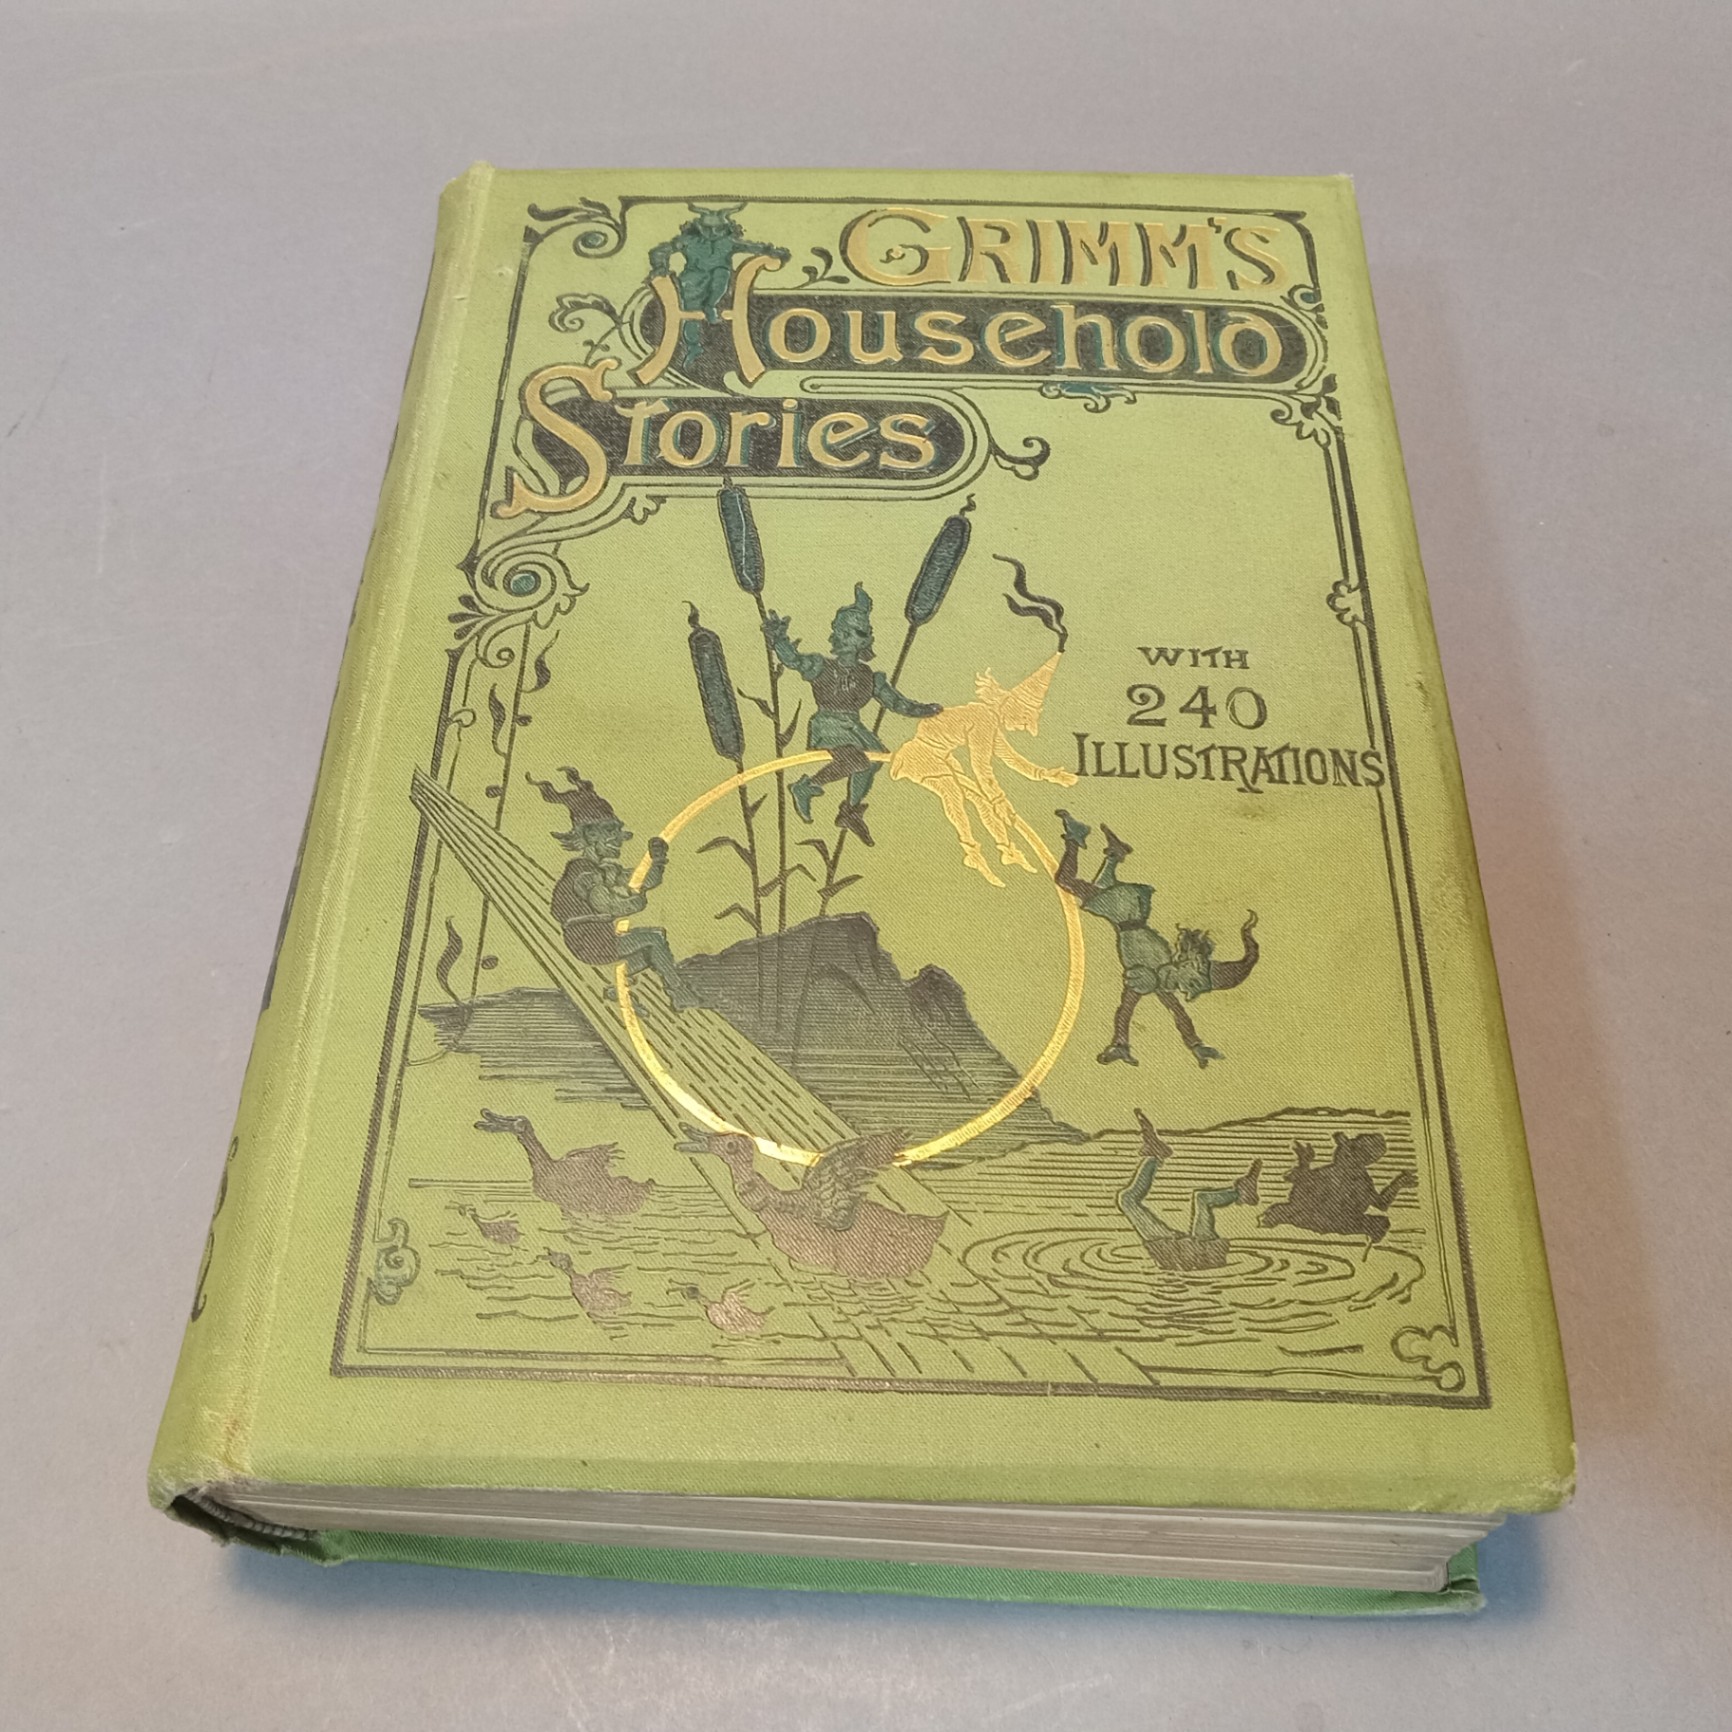 GRIMM'S
Household
Stories
WITH
240
ILLUSTRATIONS